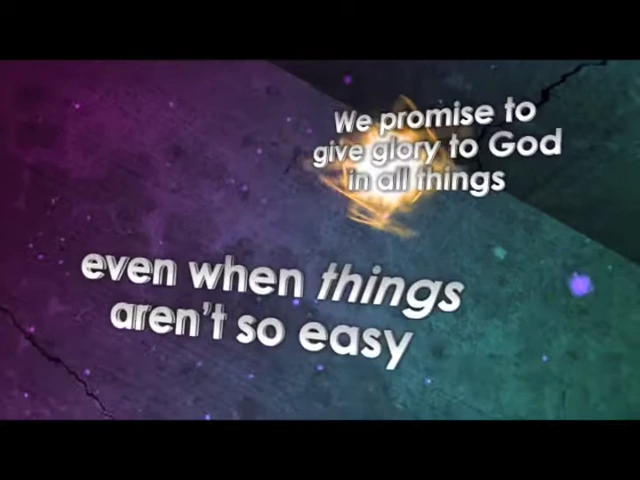 We promise to
give glory to God
in all things
even when things
aren't so easy